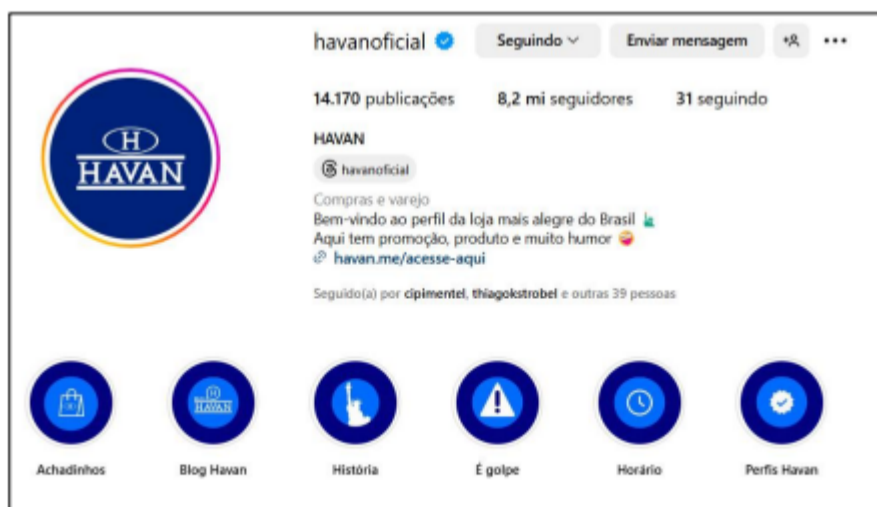 havanoficial
Seguindo
Enviar mensagem
14.170 publicações
8,2 mi seguidores
31 seguindo
H
HAVAN
HAVAN
havanoficial
Compras e varejo
Bem-vindo ao perfil da loja mais alegre do Brasil
Aqui tem promoção, produto e muito humor
havan.me/acesse-aqui
Seguido(a) por cipimentel, thiagokstrobel e outras 39 pessoas
H
HAVAN
Achadinhos
Blog Havan
História
É golpe
Horário
Perfis Havan